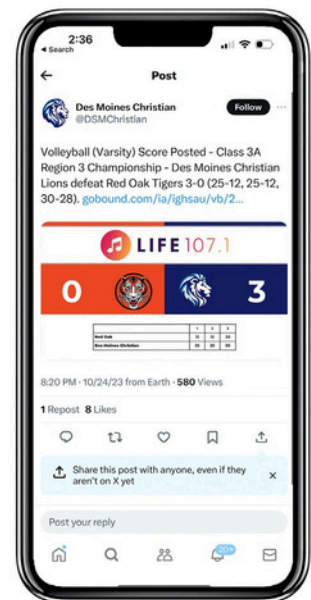 2:36
Search
Post
Des Moines Christian
@DSMChristian
Follow
Volleyball (Varsity) Score Posted - Class 3A
Region 3 Championship - Des Moines Christian
Lions defeat Red Oak Tigers 3-0 (25-12, 25-12,
30-28). gobound.com/ia/ighsau/vb/2...
LIFE 107.1
0 3
1 2 3
Red Oak 12 12 28
Des Moines Christian 25 25 30
8:20 PM · 10/24/23 from Earth · 580 Views
1 Repost 8 Likes
Share this post with anyone, even if they
aren't on X yet
Post your reply
20+